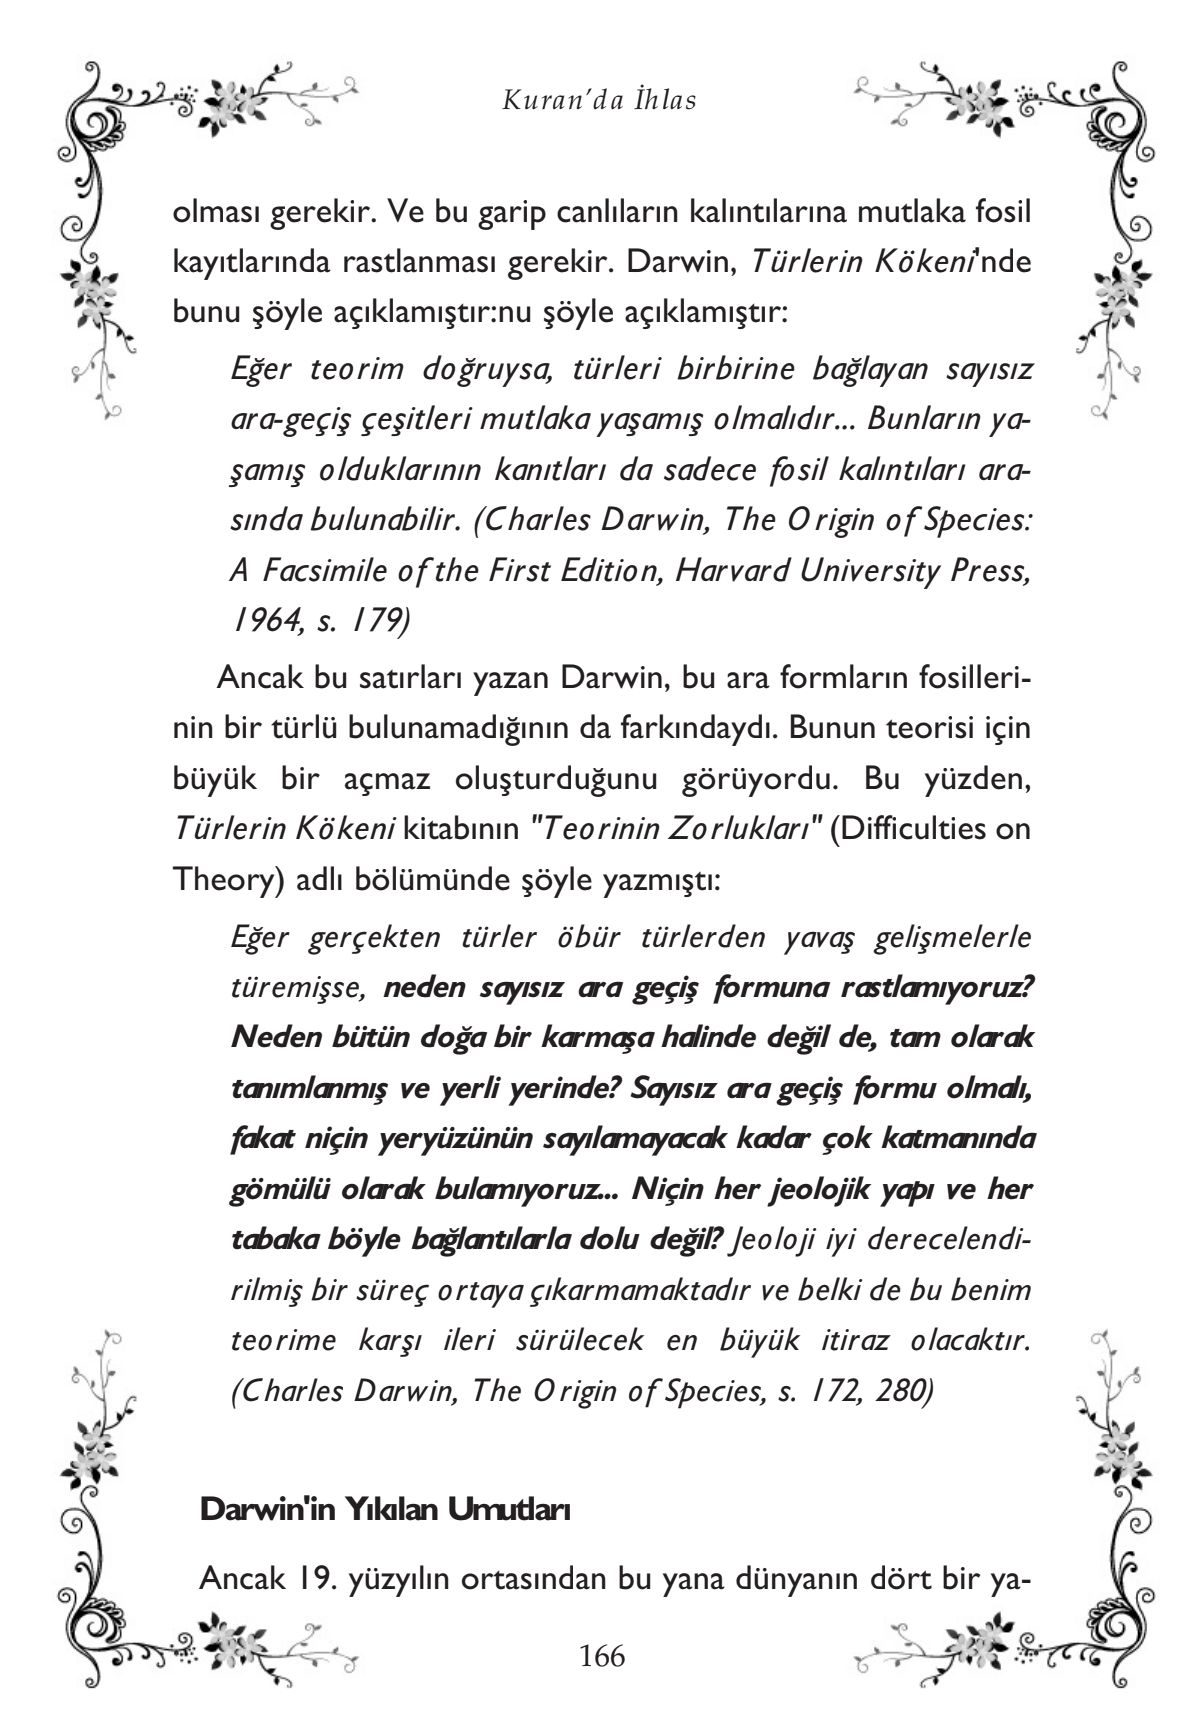 Kuran'da İhlas
olması gerekir. Ve bu garip canlıların kalıntılarına mutlaka fosil
kayıtlarında rastlanması gerekir. Darwin, Türlerin Kökeni'nde
bunu şöyle açıklamıştır:nu şöyle açıklamıştır:
Eğer teorim doğruysa, türleri birbirine bağlayan sayısız
ara-geçiş çeşitleri mutlaka yaşamış olmalıdır... Bunların ya-
şamış olduklarının kanıtları da sadece fosil kalıntıları ara-
sında bulunabilir. (Charles Darwin, The Origin of Species:
A Facsimile of the First Edition, Harvard University Press,
1964, s. 179)
Ancak bu satırları yazan Darwin, bu ara formların fosilleri-
nin bir türlü bulunamadığının da farkındaydı. Bunun teorisi için
büyük bir açmaz oluşturduğunu görüyordu. Bu yüzden,
Türlerin Kökeni kitabının "Teorinin Zorlukları" (Difficulties on
Theory) adlı bölümünde şöyle yazmıştı:
Eğer gerçekten türler öbür türlerden yavaş gelişmelerle
türemişse, neden sayısız ara geçiş formuna rastlamıyoruz?
Neden bütün doğa bir karmaşa halinde değil de, tam olarak
tanımlanmış ve yerli yerinde? Sayısız ara geçiş formu olmalı,
fakat niçin yeryüzünün sayılamayacak kadar çok katmanında
gömülü olarak bulamıyoruz... Niçin her jeolojik yapı ve her
tabaka böyle bağlantılarla dolu değil? Jeoloji iyi derecelendi-
rilmiş bir süreç ortaya çıkarmamaktadır ve belki de bu benim
teorime karşı ileri sürülecek en büyük itiraz olacaktır.
(Charles Darwin, The Origin of Species, s. 172, 280)
Darwin'in Yıkılan Umutları
Ancak 19. yüzyılın ortasından bu yana dünyanın dört bir ya-
166